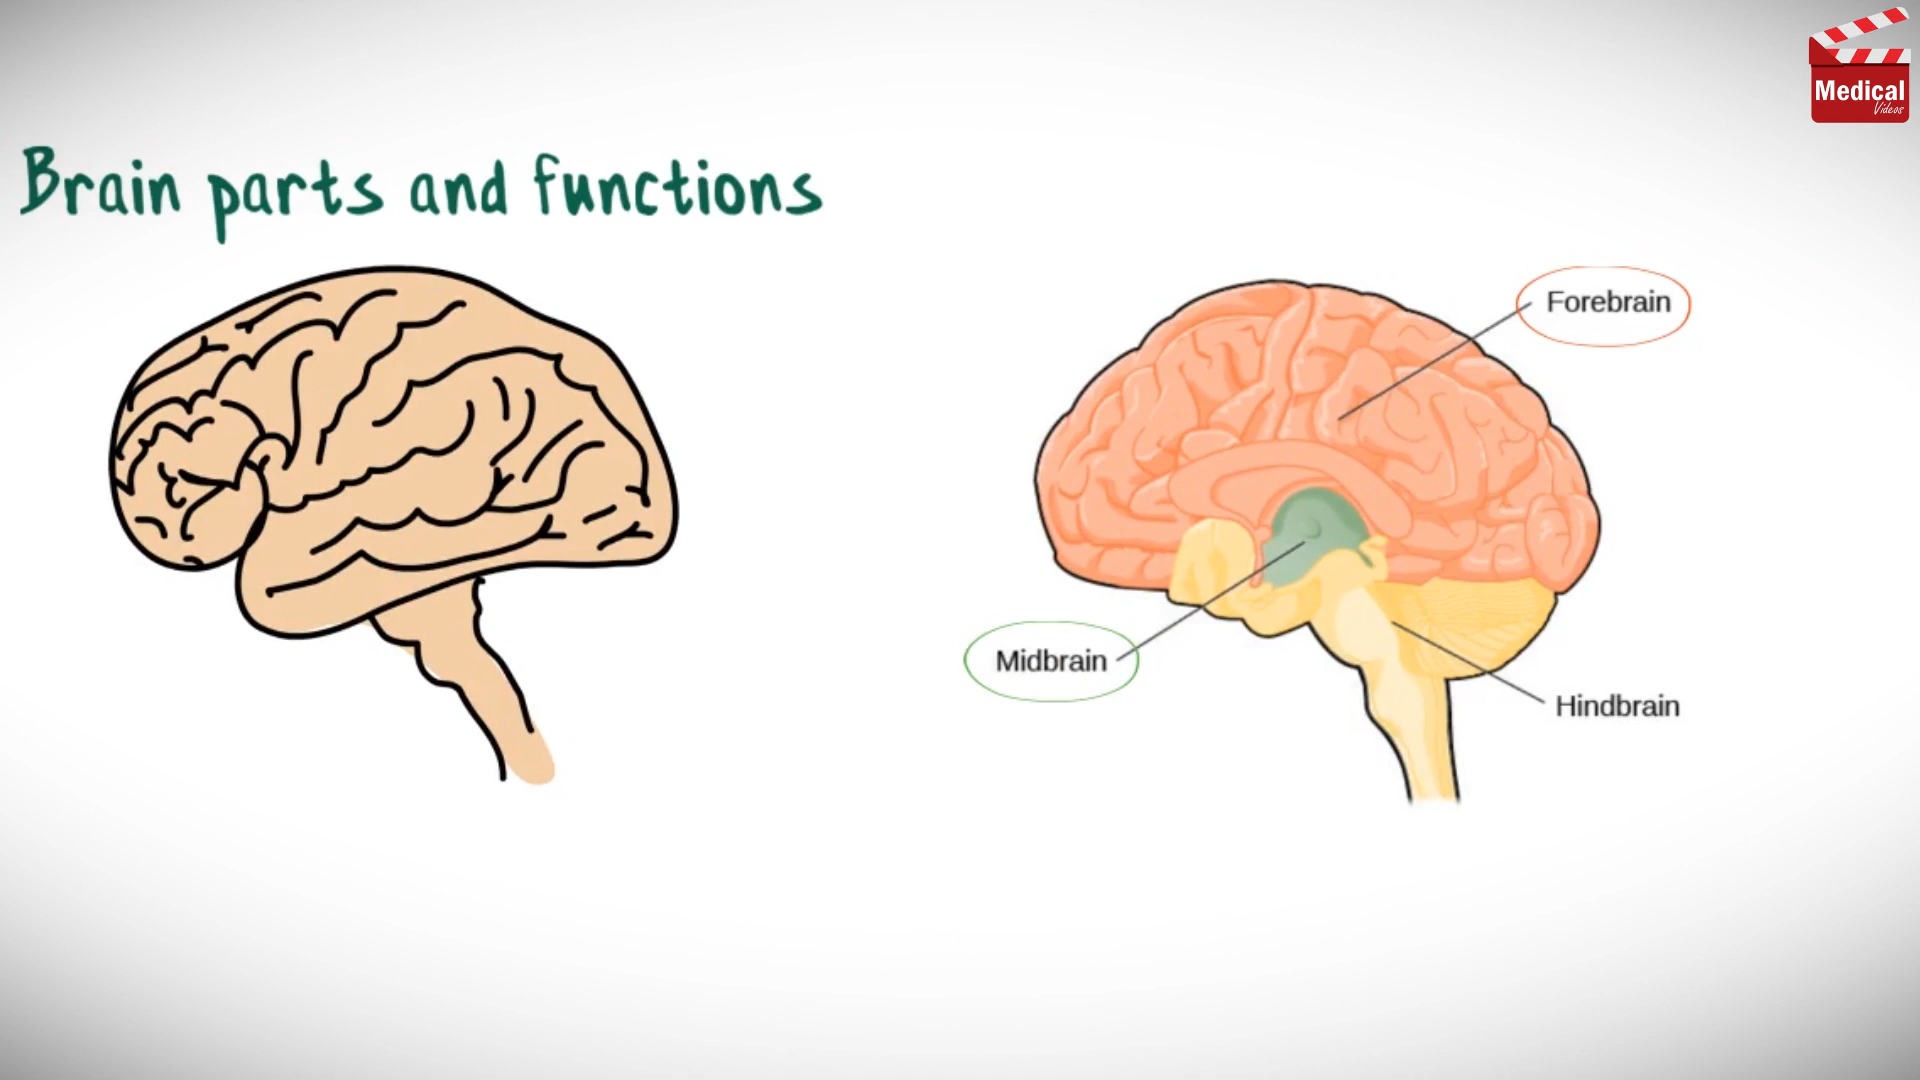 Medical
Videos
Brain parts and functions
Forebrain
Midbrain
Hindbrain